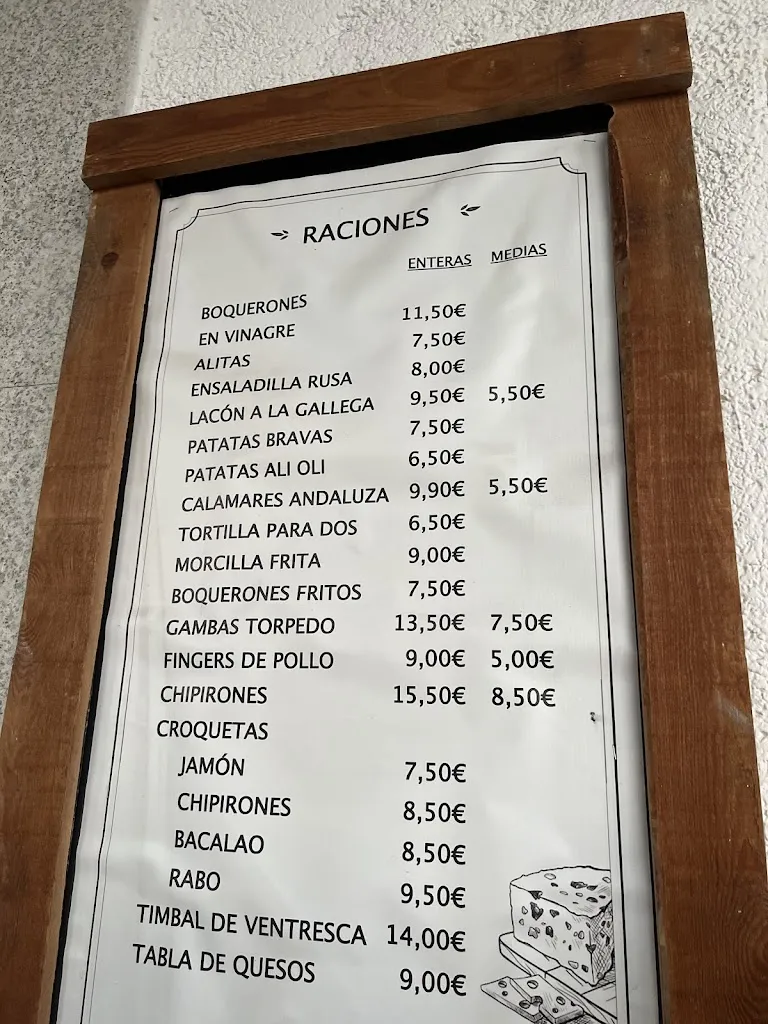 RACIONES
ENTERAS MEDIAS
BOQUERONES
EN VINAGRE 11,50€
ALITAS 7,50€
ENSALADILLA RUSA 8,00€
LACÓN A LA GALLEGA 9,50€ 5,50€
PATATAS BRAVAS 7,50€
PATATAS ALI OLI 6,50€
CALAMARES ANDALUZA 9,90€ 5,50€
TORTILLA PARA DOS 6,50€
MORCILLA FRITA 9,00€
BOQUERONES FRITOS 7,50€
GAMBAS TORPEDO 13,50€ 7,50€
FINGERS DE POLLO 9,00€ 5,00€
CHIPIRONES 15,50€ 8,50€
CROQUETAS
JAMÓN 7,50€
CHIPIRONES 8,50€
BACALAO 8,50€
RABO 9,50€
TIMBAL DE VENTRESCA 14,00€
TABLA DE QUESOS 9,00€